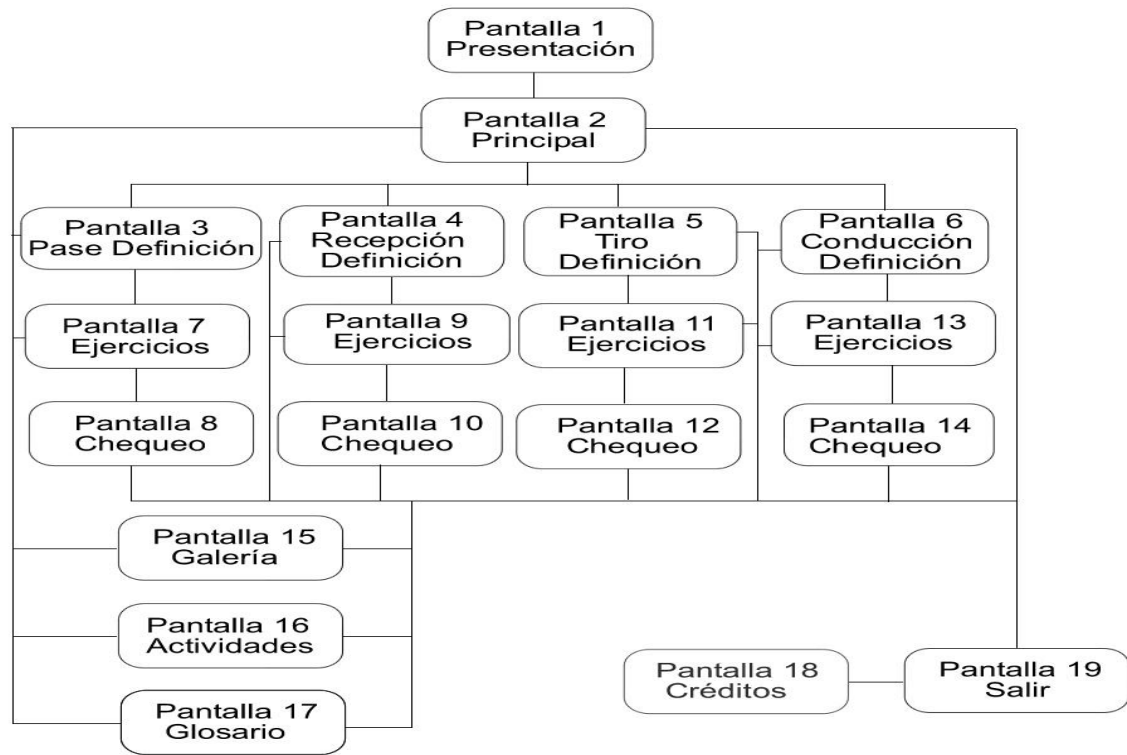 Pantalla 1
Presentación
Pantalla 2
Principal
Pantalla 3
Pase Definición
Pantalla 4
Recepción
Definición
Pantalla 5
Tiro
Definición
Pantalla 6
Conducción
Definición
Pantalla 7
Ejercicios
Pantalla 9
Ejercicios
Pantalla 11
Ejercicios
Pantalla 13
Ejercicios
Pantalla 8
Chequeo
Pantalla 10
Chequeo
Pantalla 12
Chequeo
Pantalla 14
Chequeo
Pantalla 15
Galería
Pantalla 16
Actividades
Pantalla 17
Glosario
Pantalla 18
Créditos
Pantalla 19
Salir